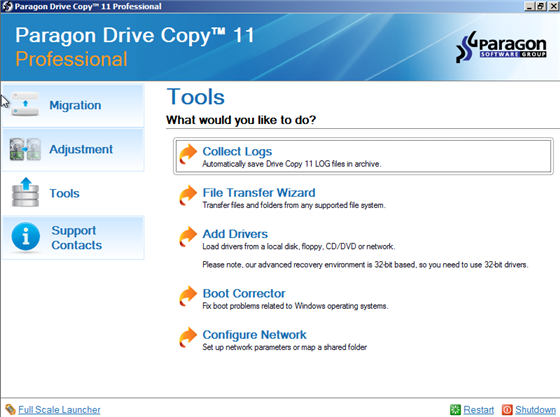 Paragon Drive Copy™ 11 Professional
Paragon Drive Copy™ 11
Professional
Paragon
SOFTWARE GROUP
Migration
Adjustment
Tools
Support
Contacts
Tools
What would you like to do?
Collect Logs
Automatically save Drive Copy 11 LOG files in archive.
File Transfer Wizard
Transfer files and folders from any supported file system.
Add Drivers
Load drivers from a local disk, floppy, CD/DVD or network.
Please note, our advanced recovery environment is 32-bit based, so you need to use 32-bit drivers.
Boot Corrector
Fix boot problems related to Windows operating systems.
Configure Network
Set up network parameters or map a shared folder
Full Scale Launcher
Restart
Shutdown